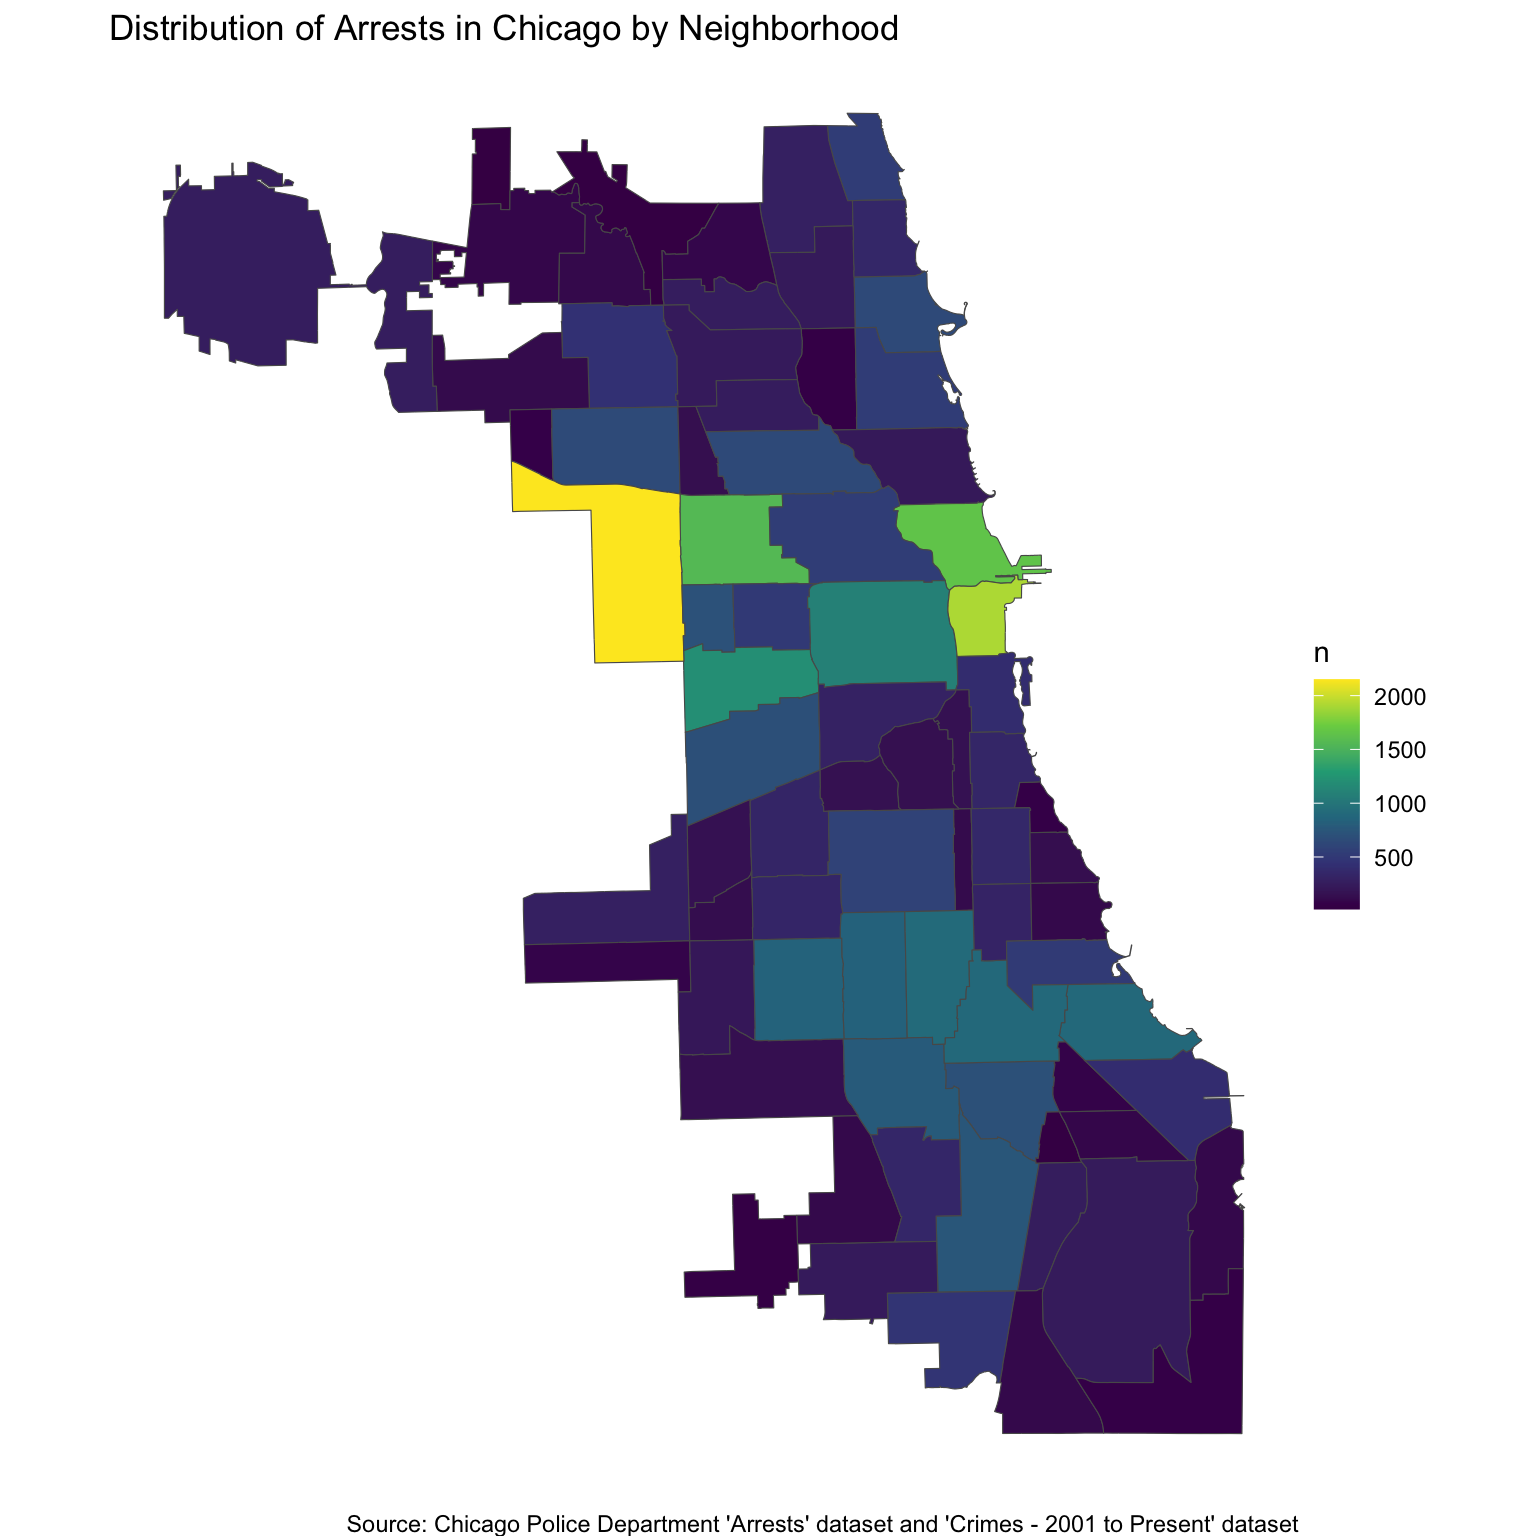 Distribution of Arrests in Chicago by Neighborhood
n
2000
1500
1000
500
Source: Chicago Police Department 'Arrests' dataset and 'Crimes - 2001 to Present' dataset